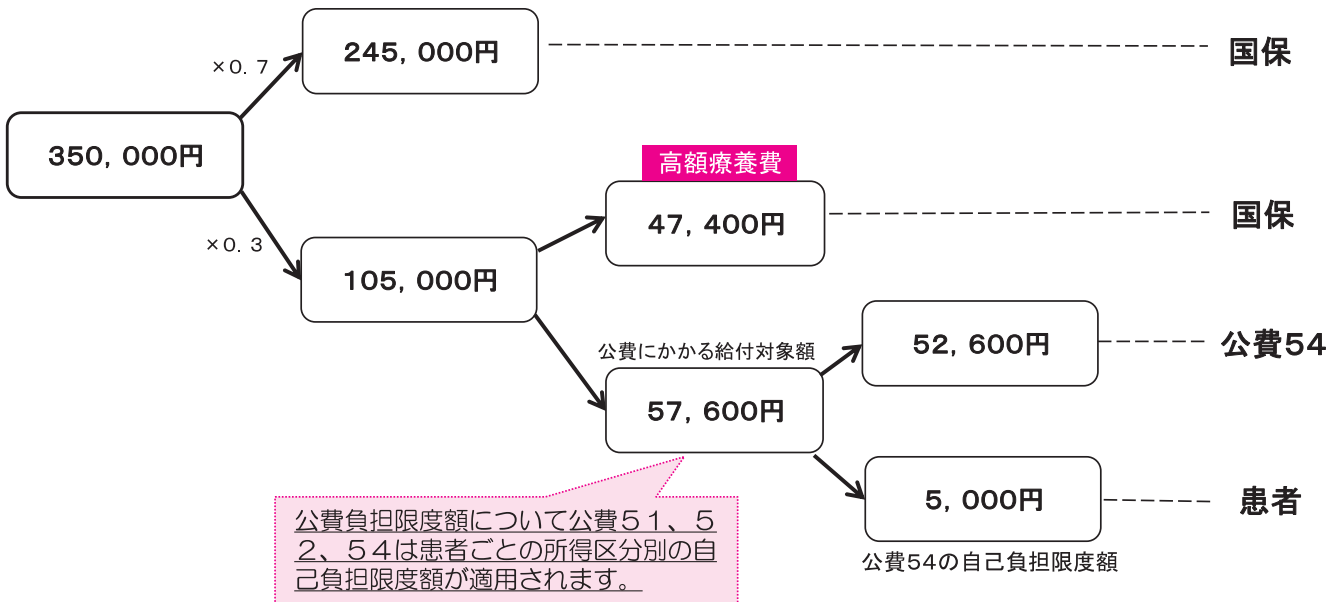 245，000円
国保
×0．7
350，000円
高額療養費
47，400円
国保
×0．3
105，000円
52，600円
公費54
公費にかかる給付対象額
57，600円
5，000円
患者
公費負担限度額について公費５１、５
２、５４は患者ごとの所得区分別の自
己負担限度額が適用されます。
公費54の自己負担限度額